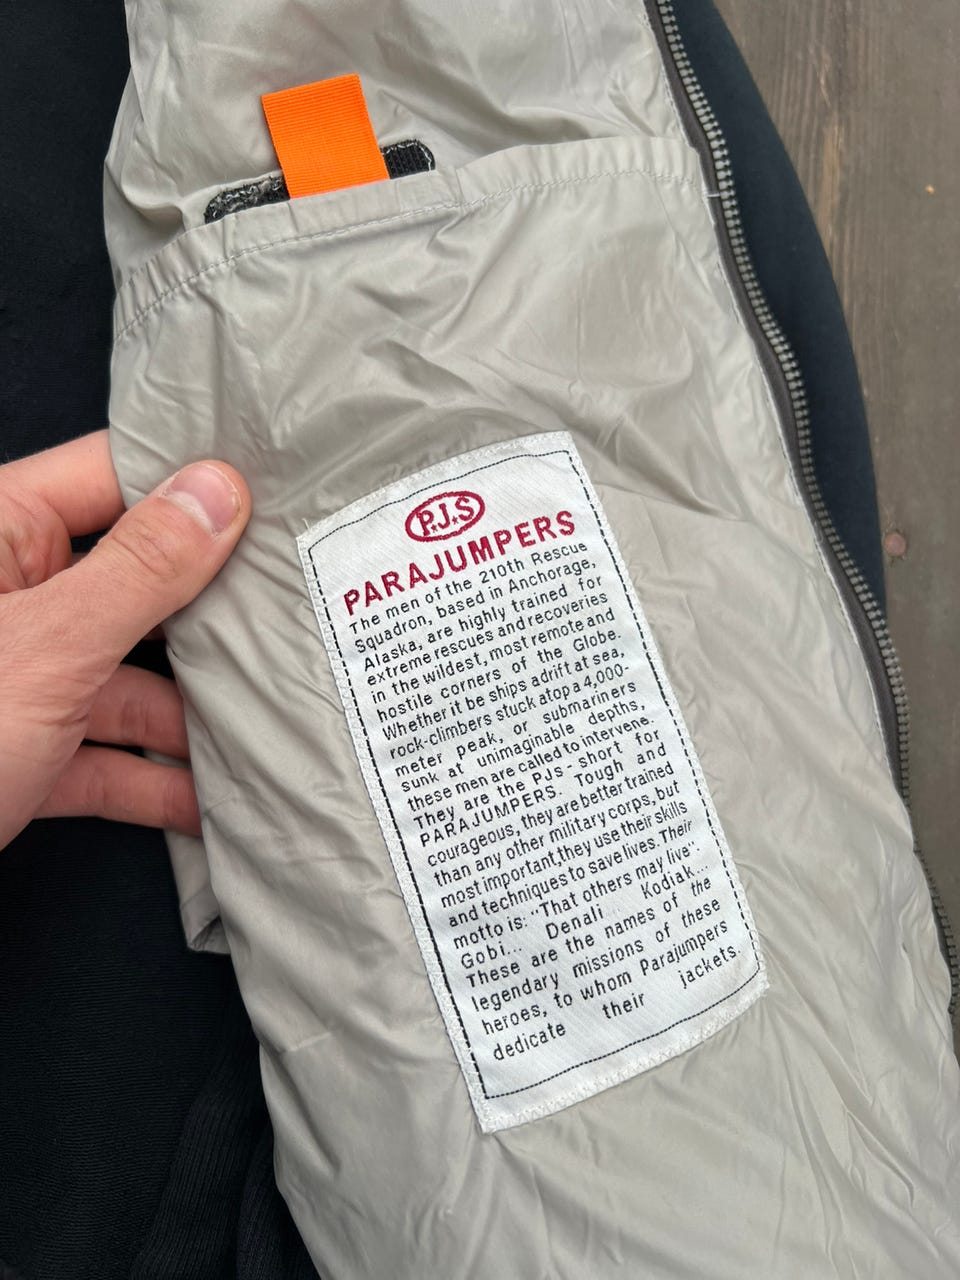 P.J.S
PARAJUMPERS
The men of the 210th Rescue
Squadron, based in Anchorage,
Alaska, are highly trained for
extreme rescues and recoveries
in the wildest, most remote and
hostile corners of the Globe.
Whether it be ships adrift at sea,
rock-climbers stuck atop a 4,000-
meter peak, or submariners
sunk at unimaginable depths,
these men are called to intervene.
They are the PJs - short for
PARAJUMPERS. Tough and
courageous, they are better trained
than any other military corps, but
most important,they use their skills
and techniques to save lives. Their
motto is: "That others may live".
Gobi... Denali... Kodiak...
These are the names of the
legendary missions of these
heroes, to whom Parajumpers
dedicate their jackets.